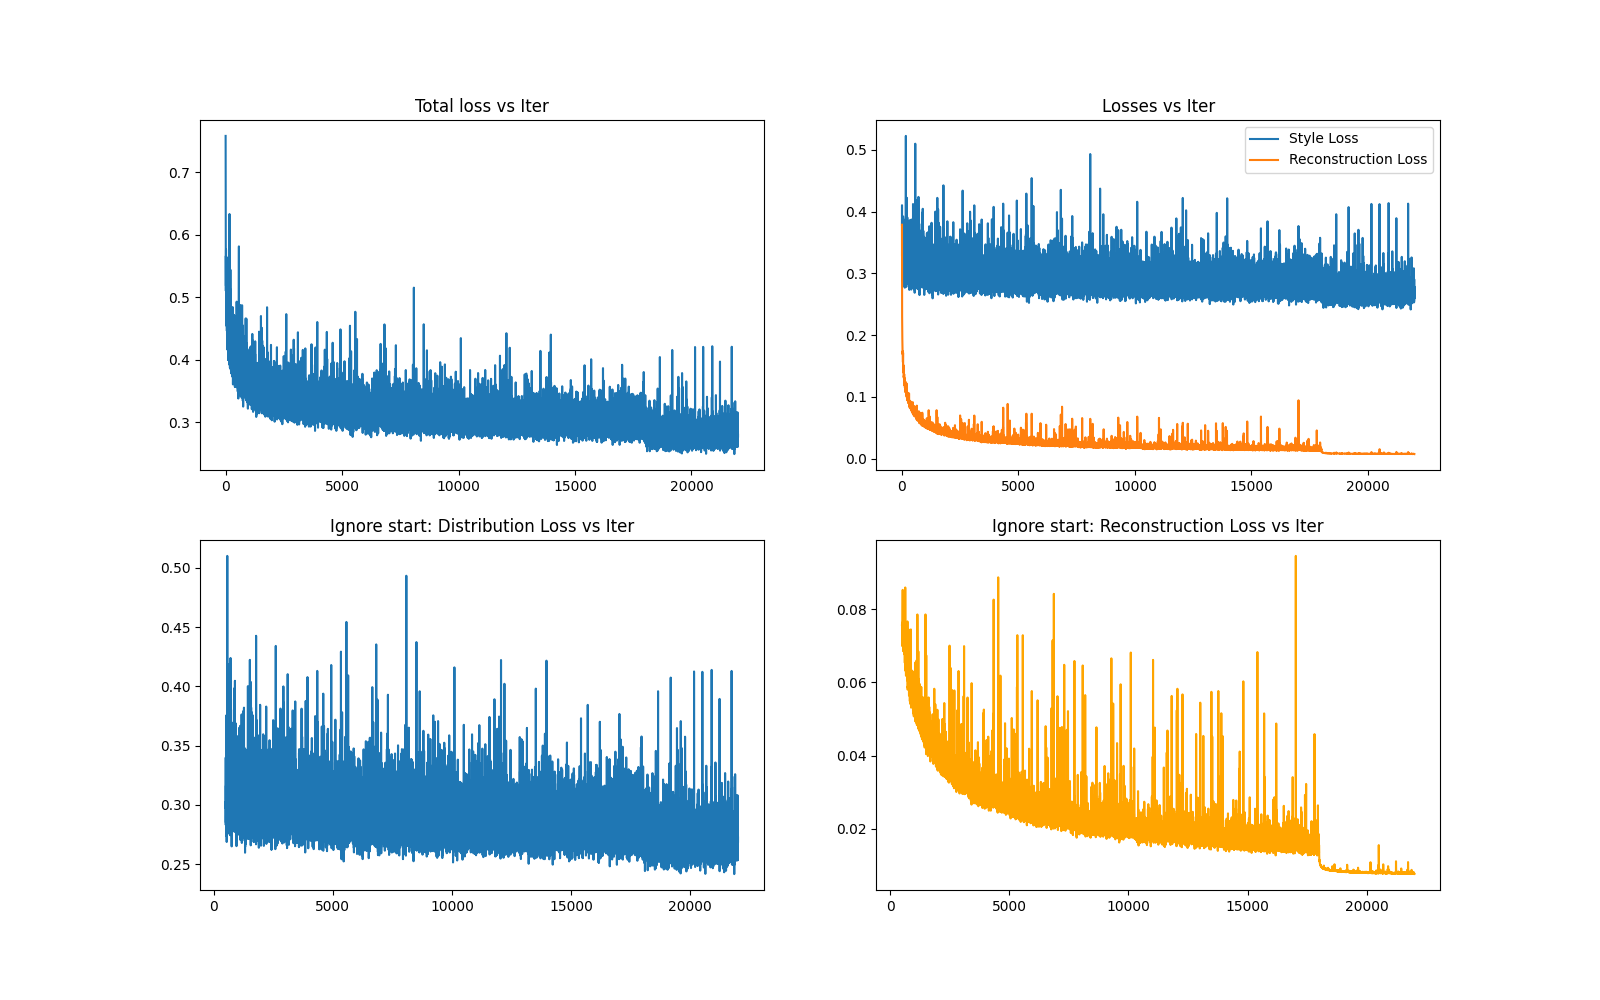 Total loss vs Iter
0.7
0.6
0.5
0.4
0.3
0 5000 10000 15000 20000
Losses vs Iter
Style Loss
Reconstruction Loss
0.5
0.4
0.3
0.2
0.1
0.0
0 5000 10000 15000 20000
Ignore start: Distribution Loss vs Iter
0.50
0.45
0.40
0.35
0.30
0.25
0 5000 10000 15000 20000
Ignore start: Reconstruction Loss vs Iter
0.08
0.06
0.04
0.02
0 5000 10000 15000 20000